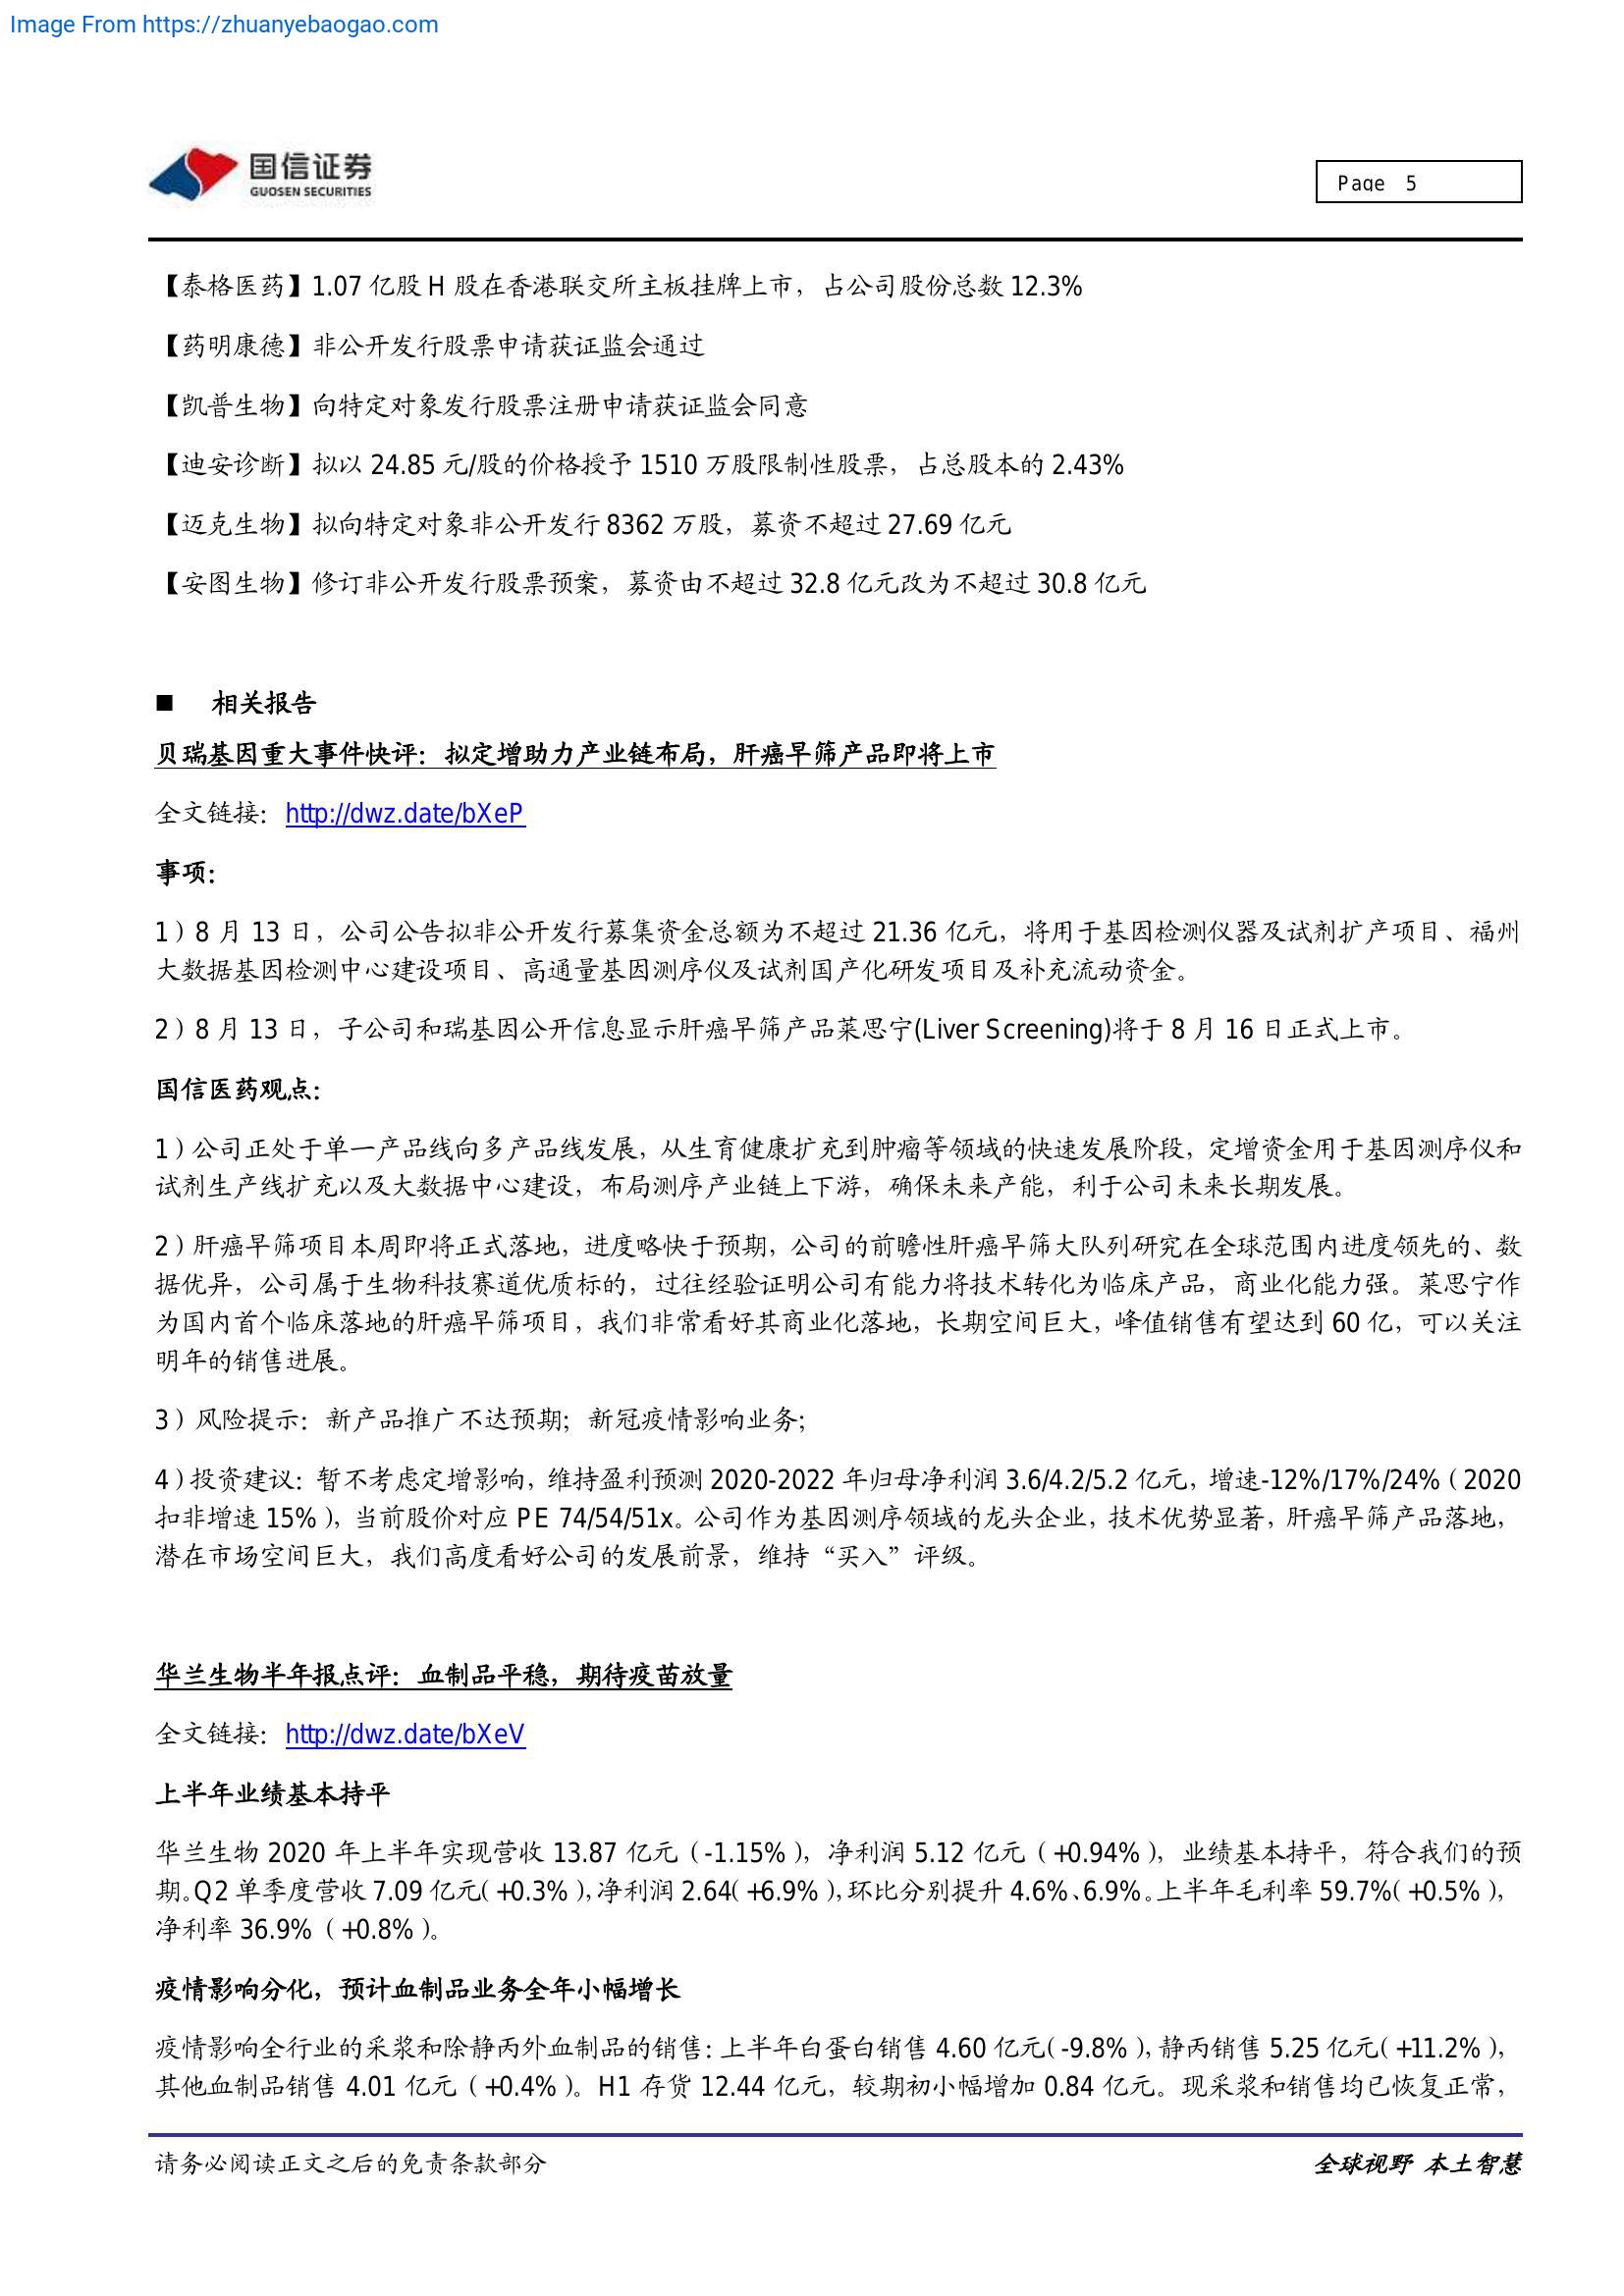 Image From https://zhuanyebaogao.com
国信证券
GUOSEN SECURITIES
Page 5
【泰格医药】1.07 亿股 H 股在香港联交所主板挂牌上市，占公司股份总数 12.3%
【药明康德】非公开发行股票申请获证监会通过
【凯普生物】向特定对象发行股票注册申请获证监会同意
【迪安诊断】拟以 24.85 元/股的价格授予 1510 万股限制性股票，占总股本的 2.43%
【迈克生物】拟向特定对象非公开发行 8362 万股，募资不超过 27.69 亿元
【安图生物】修订非公开发行股票预案，募资由不超过 32.8 亿元改为不超过 30.8 亿元
■ 相关报告
贝瑞基因重大事件快评：拟定增助力产业链布局，肝癌早筛产品即将上市
全文链接：http://dwz.date/bXeP
事项：
1）8 月 13 日，公司公告拟非公开发行募集资金总额为不超过 21.36 亿元，将用于基因检测仪器及试剂扩产项目、福州
大数据基因检测中心建设项目、高通量基因测序仪及试剂国产化研发项目及补充流动资金。
2）8 月 13 日，子公司和瑞基因公开信息显示肝癌早筛产品莱思宁(Liver Screening)将于 8 月 16 日正式上市。
国信医药观点：
1）公司正处于单一产品线向多产品线发展，从生育健康扩充到肿瘤等领域的快速发展阶段，定增资金用于基因测序仪和
试剂生产线扩充以及大数据中心建设，布局测序产业链上下游，确保未来产能，利于公司未来长期发展。
2）肝癌早筛项目本周即将正式落地，进度略快于预期，公司的前瞻性肝癌早筛大队列研究在全球范围内进度领先的、数
据优异，公司属于生物科技赛道优质标的，过往经验证明公司有能力将技术转化为临床产品，商业化能力强。莱思宁作
为国内首个临床落地的肝癌早筛项目，我们非常看好其商业化落地，长期空间巨大，峰值销售有望达到 60 亿，可以关注
明年的销售进展。
3）风险提示：新产品推广不达预期；新冠疫情影响业务；
4）投资建议：暂不考虑定增影响，维持盈利预测 2020-2022 年归母净利润 3.6/4.2/5.2 亿元，增速-12%/17%/24%（2020
扣非增速 15%），当前股价对应 PE 74/54/51x。公司作为基因测序领域的龙头企业，技术优势显著，肝癌早筛产品落地，
潜在市场空间巨大，我们高度看好公司的发展前景，维持“买入”评级。
华兰生物半年报点评：血制品平稳，期待疫苗放量
全文链接：http://dwz.date/bXeV
上半年业绩基本持平
华兰生物 2020 年上半年实现营收 13.87 亿元（-1.15%），净利润 5.12 亿元（+0.94%），业绩基本持平，符合我们的预
期。Q2 单季度营收 7.09 亿元（+0.3%），净利润 2.64（+6.9%），环比分别提升 4.6%、6.9%。上半年毛利率 59.7%（+0.5%），
净利率 36.9%（+0.8%）。
疫情影响分化，预计血制品业务全年小幅增长
疫情影响全行业的采浆和除静丙外血制品的销售：上半年白蛋白销售 4.60 亿元（-9.8%），静丙销售 5.25 亿元（+11.2%），
其他血制品销售 4.01 亿元（+0.4%）。H1 存货 12.44 亿元，较期初小幅增加 0.84 亿元。现采浆和销售均已恢复正常，
请务必阅读正文之后的免责条款部分
全球视野 本土智慧